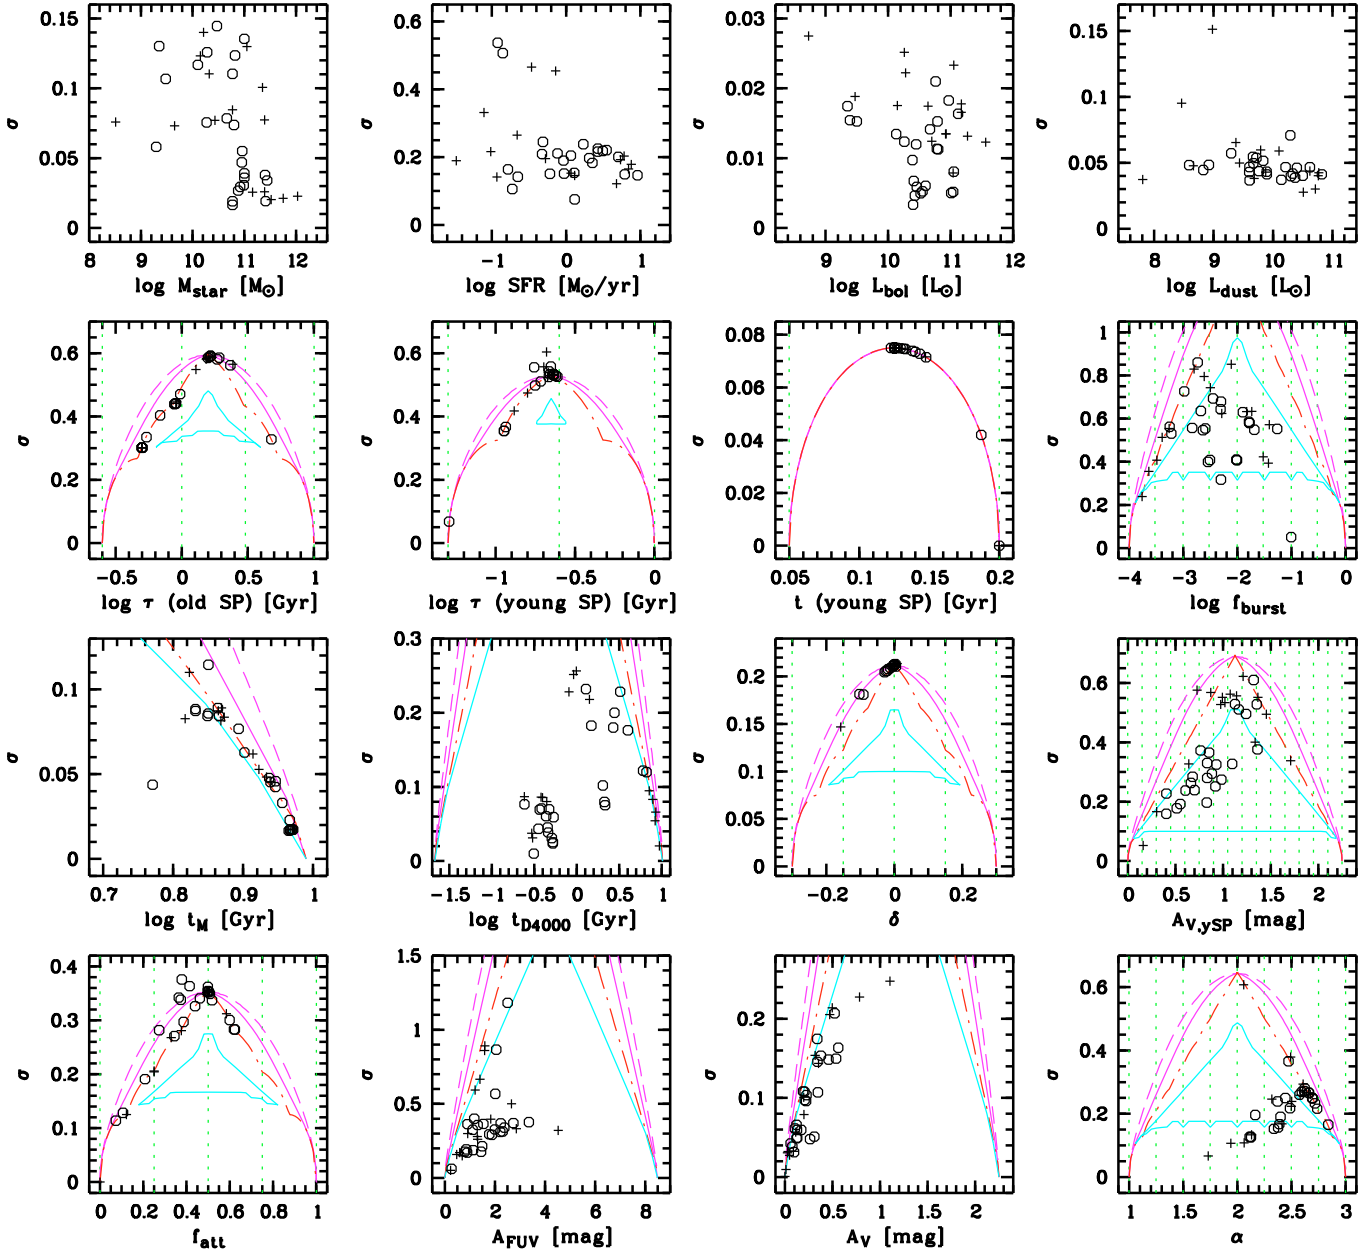 0.15
0.1
0.05
0
σ
8 9 10 11 12
log M_star [M⊙]
0.6
0.4
0.2
0
σ
−1 0 1
log SFR [M⊙/yr]
0.03
0.02
0.01
0
σ
9 10 11 12
log L_bol [L⊙]
0.15
0.1
0.05
0
σ
8 9 10 11
log L_dust [L⊙]
0.6
0.4
0.2
0
σ
−0.5 0 0.5 1
log τ (old SP) [Gyr]
0.6
0.4
0.2
0
σ
−1 −0.5 0
log τ (young SP) [Gyr]
0.08
0.06
0.04
0.02
0
σ
0.05 0.1 0.15 0.2
t (young SP) [Gyr]
1
0.8
0.6
0.4
0.2
0
σ
−4 −3 −2 −1 0
log f_burst
0.1
0.05
0
σ
0.7 0.8 0.9 1
log t_M [Gyr]
0.3
0.2
0.1
0
σ
−1.5 −1 −0.5 0 0.5 1
log t_D4000 [Gyr]
0.2
0.15
0.1
0.05
0
σ
−0.2 0 0.2
δ
0.6
0.4
0.2
0
σ
0 0.5 1 1.5 2
A_V,ySP [mag]
0.4
0.3
0.2
0.1
0
σ
0 0.2 0.4 0.6 0.8 1
f_att
1.5
1
0.5
0
σ
0 2 4 6 8
A_FUV [mag]
0.2
0.1
0
σ
0 0.5 1 1.5 2
A_V [mag]
0.6
0.4
0.2
0
σ
1 1.5 2 2.5 3
α